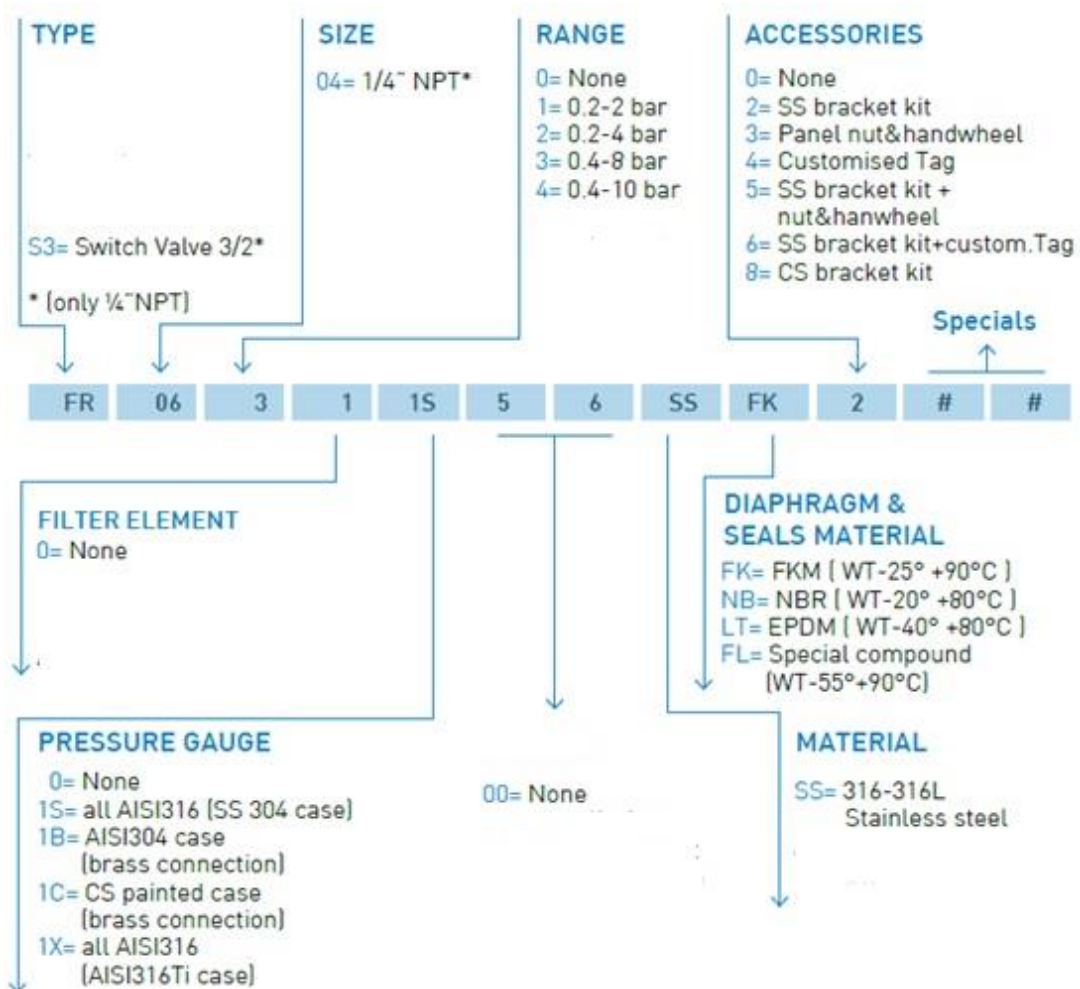 TYPE
S3= Switch Valve 3/2*
* (only ¼˜NPT)
SIZE
04= 1/4˜ NPT*
RANGE
0= None
1= 0.2-2 bar
2= 0.2-4 bar
3= 0.4-8 bar
4= 0.4-10 bar
ACCESSORIES
0= None
2= SS bracket kit
3= Panel nut&handwheel
4= Customised Tag
5= SS bracket kit +
nut&hanwheel
6= SS bracket kit+custom.Tag
8= CS bracket kit
Specials
FR 06 3 1 1S 5 6 SS FK 2 # #
FILTER ELEMENT
0= None
DIAPHRAGM &
SEALS MATERIAL
FK= FKM ( WT-25° +90°C )
NB= NBR ( WT-20° +80°C )
LT= EPDM ( WT-40° +80°C )
FL= Special compound
(WT-55°+90°C)
PRESSURE GAUGE
0= None
1S= all AISI316 (SS 304 case)
1B= AISI304 case
(brass connection)
1C= CS painted case
(brass connection)
1X= all AISI316
(AISI316Ti case)
00= None
MATERIAL
SS= 316-316L
Stainless steel